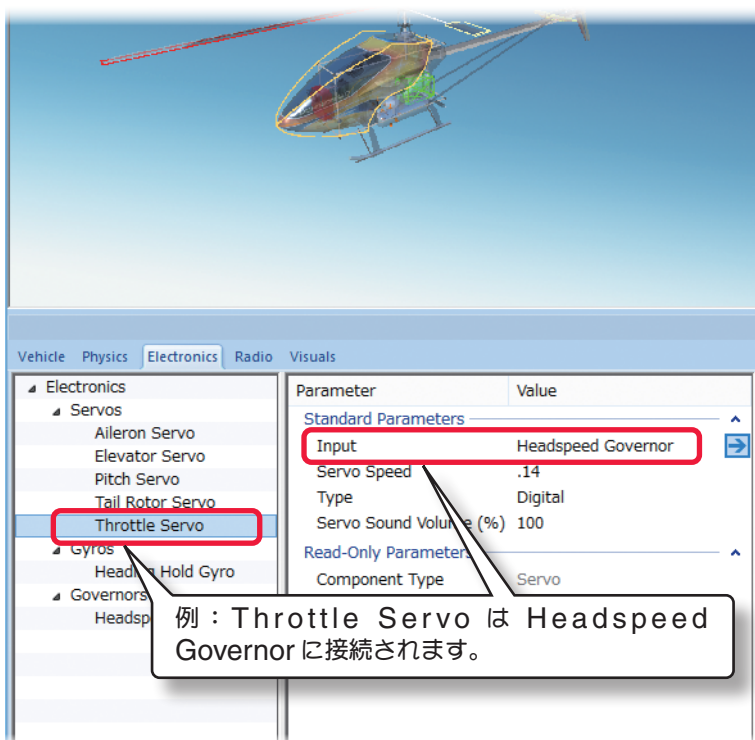 Vehicle Physics Electronics Radio Visuals
Electronics
Servos
Aileron Servo
Elevator Servo
Pitch Servo
Tail Rotor Servo
Throttle Servo
Gyros
Heading Hold Gyro
Governors
Parameter Value
Standard Parameters
Input Headspeed Governor
Servo Speed .14
Type Digital
Servo Sound Volume (%) 100
Read-Only Parameters
Component Type Servo
例：Throttle Servo は Headspeed
Governor に接続されます。